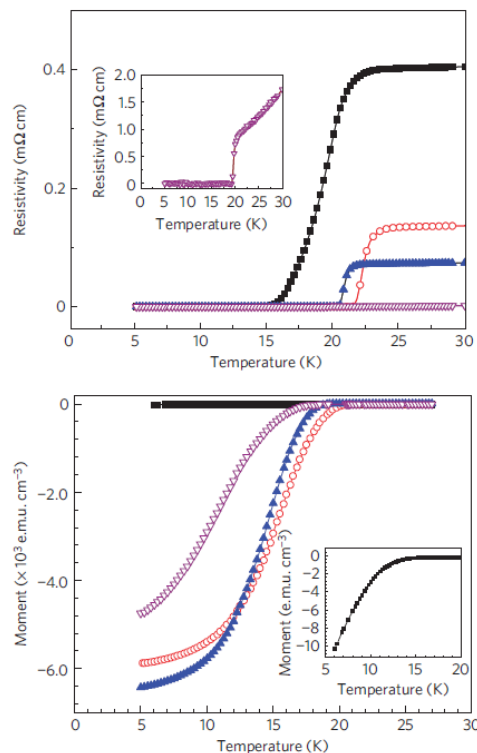 0.4
0.2
0
Resistivity (mΩ cm)
0 5 10 15 20 25 30
Temperature (K)
2.0
1.5
1.0
0.5
0
Resistivity (mΩ cm)
0 5 10 15 20 25 30
Temperature (K)
0
−2.0
−4.0
−6.0
Moment (× 10³ e.m.u. cm⁻³)
0 5 10 15 20 25 30
Temperature (K)
0
−2
−4
−6
−8
−10
Moment (e.m.u. cm⁻³)
5 10 15 20
Temperature (K)